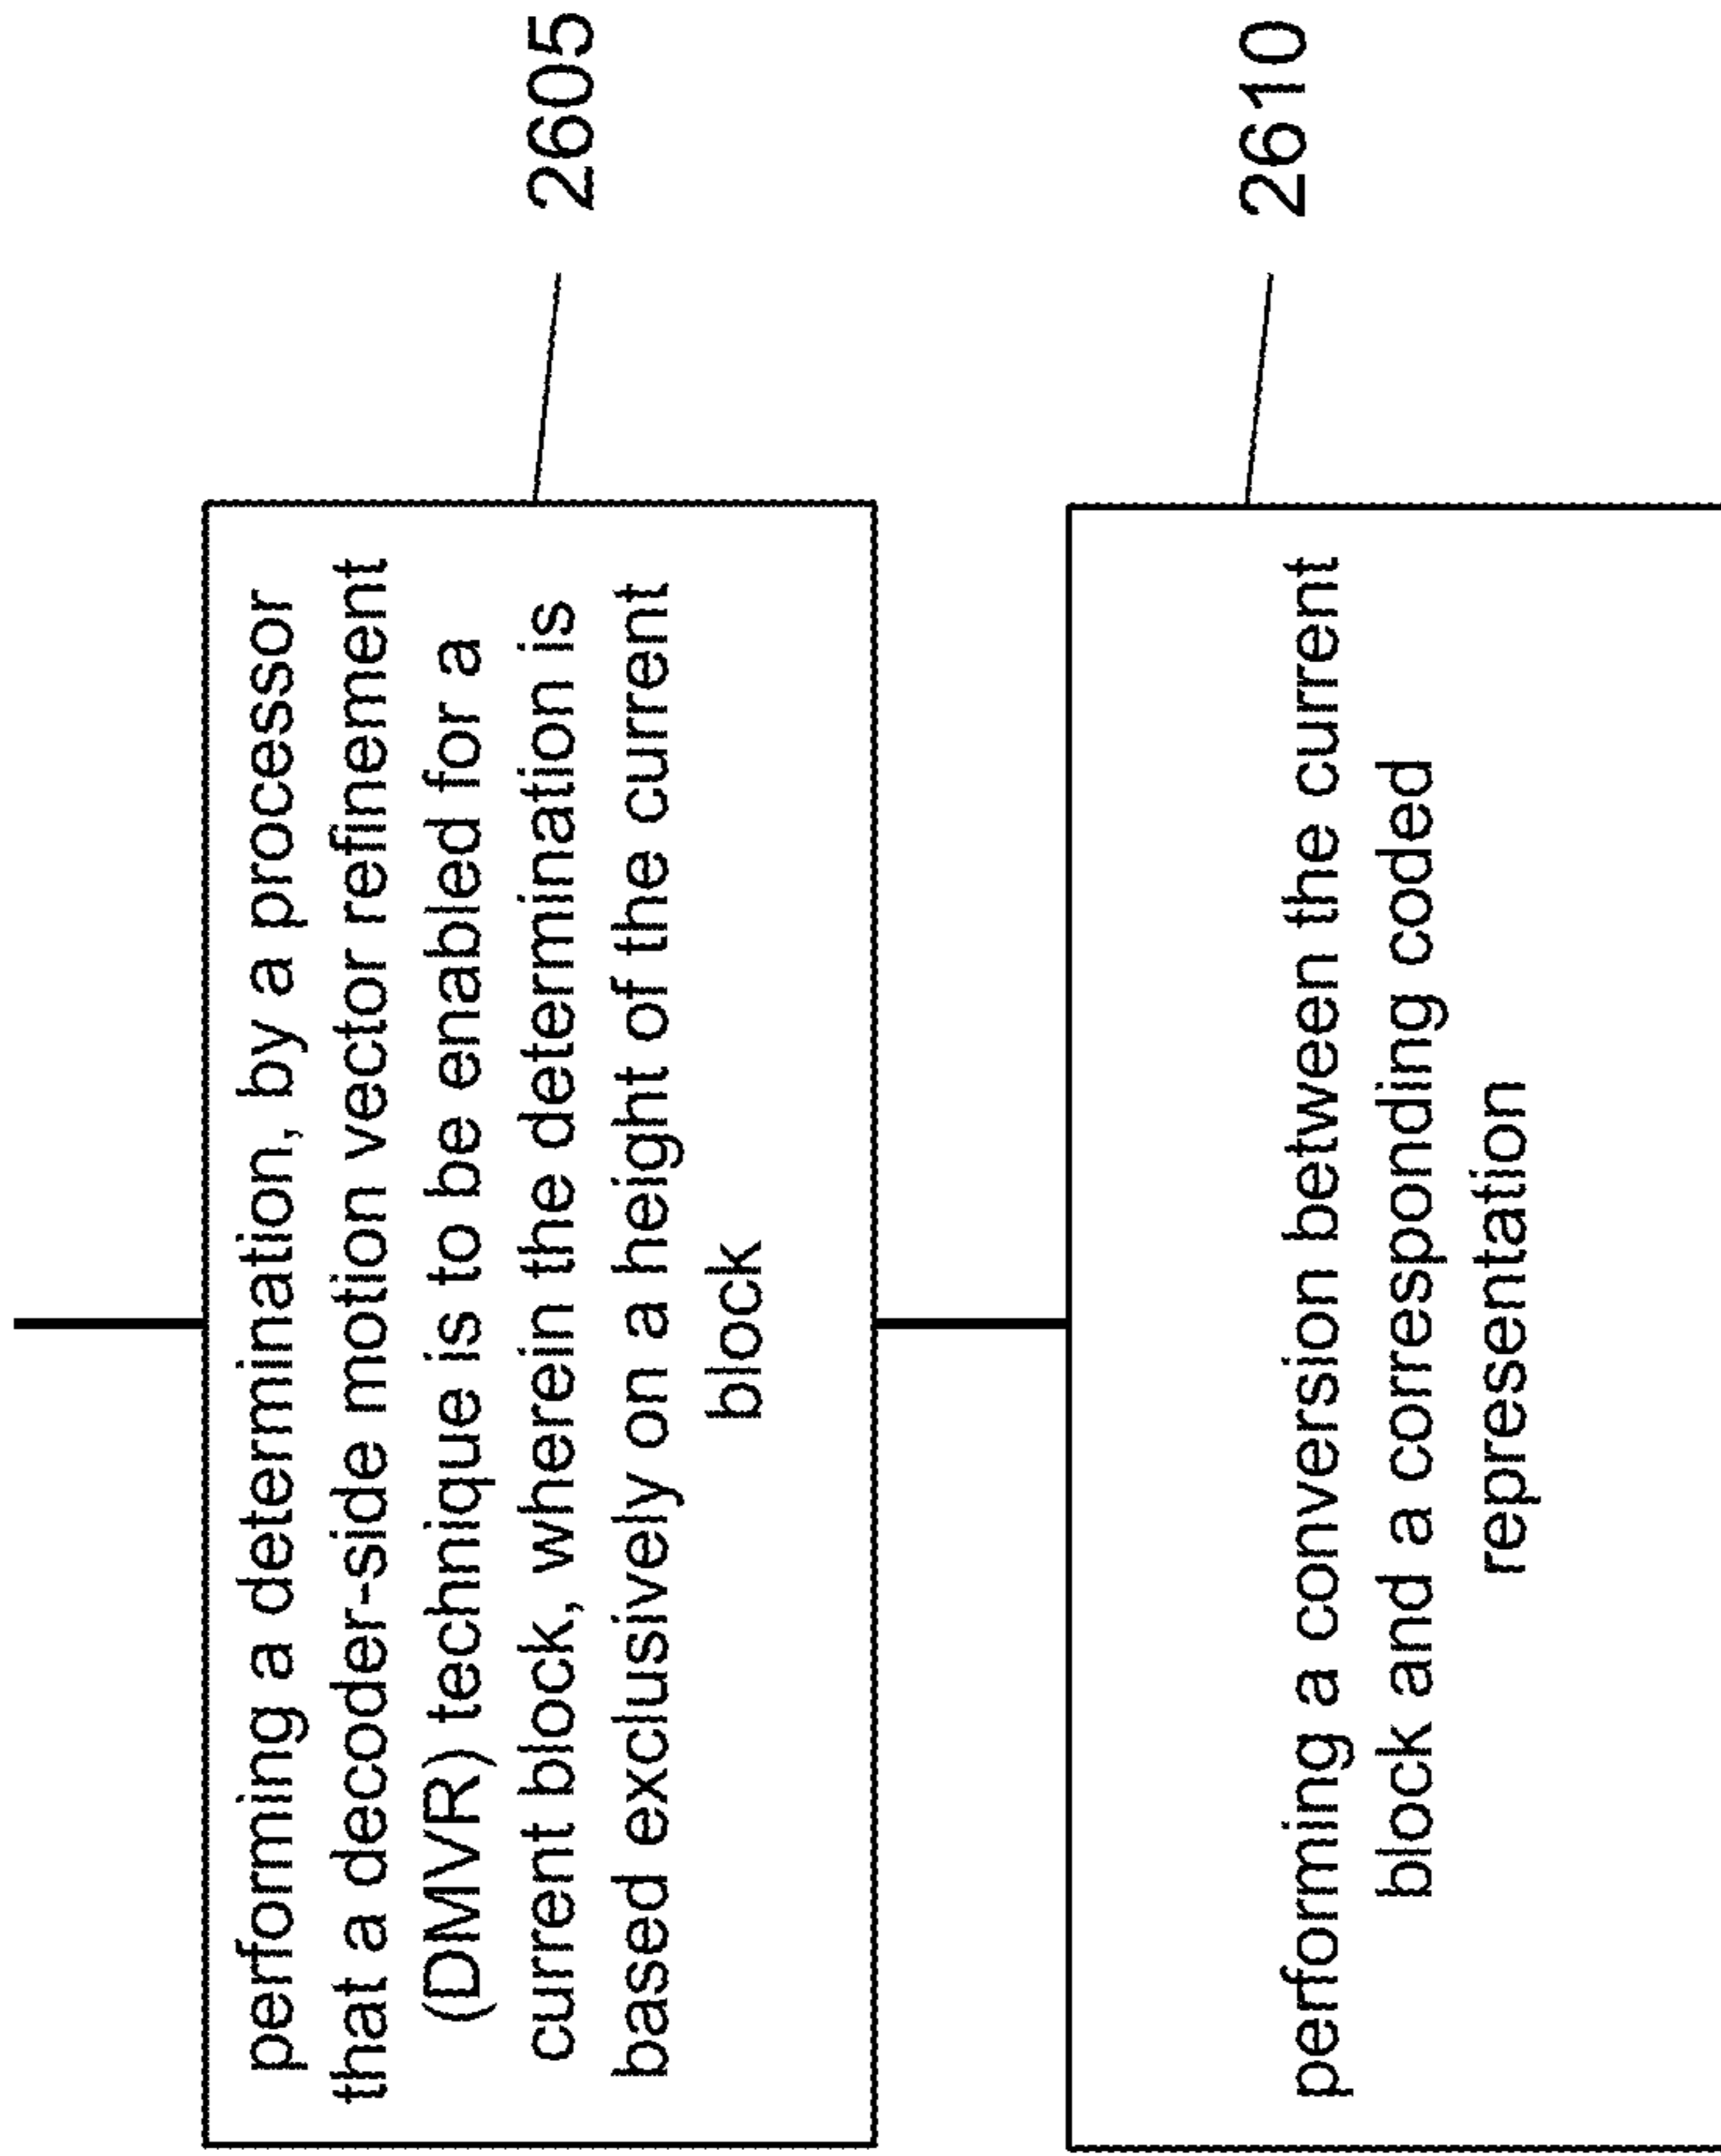 performing a determination, by a processor
that a decoder-side motion vector refinement
(DMVR) technique is to be enabled for a
current block, wherein the determination is
based exclusively on a height of the current
block
2605
performing a conversion between the current
block and a corresponding coded
representation
2610